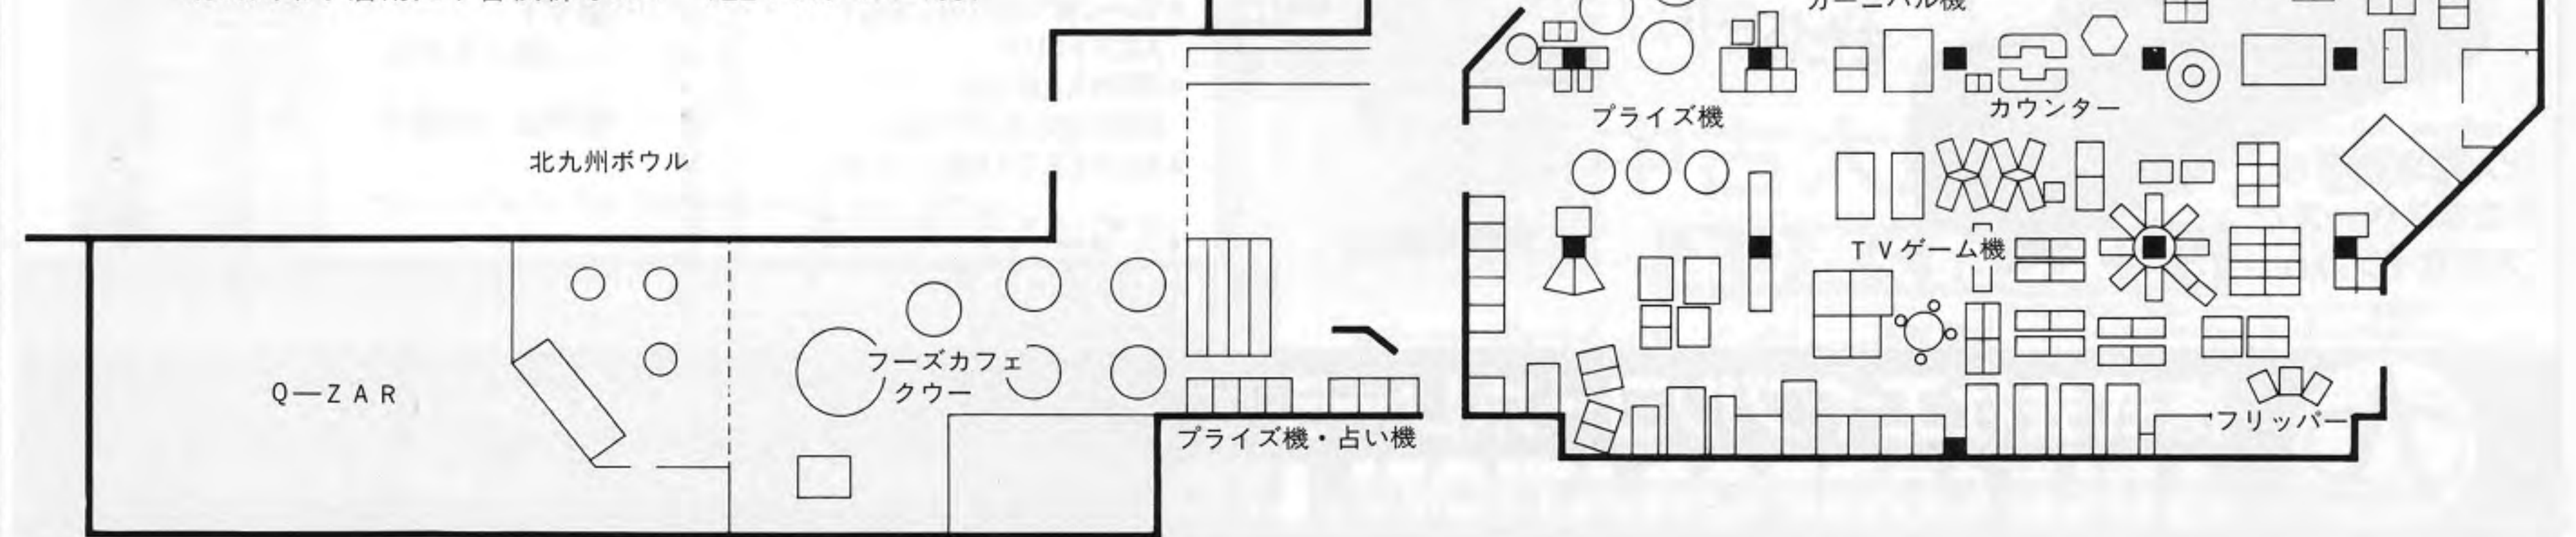 カーニバル機
プライズ機
カウンター
北九州ボウル
TVゲーム機
フーズカフェ
クウー
Q—ZAR
フリッパー
プライズ機・占い機